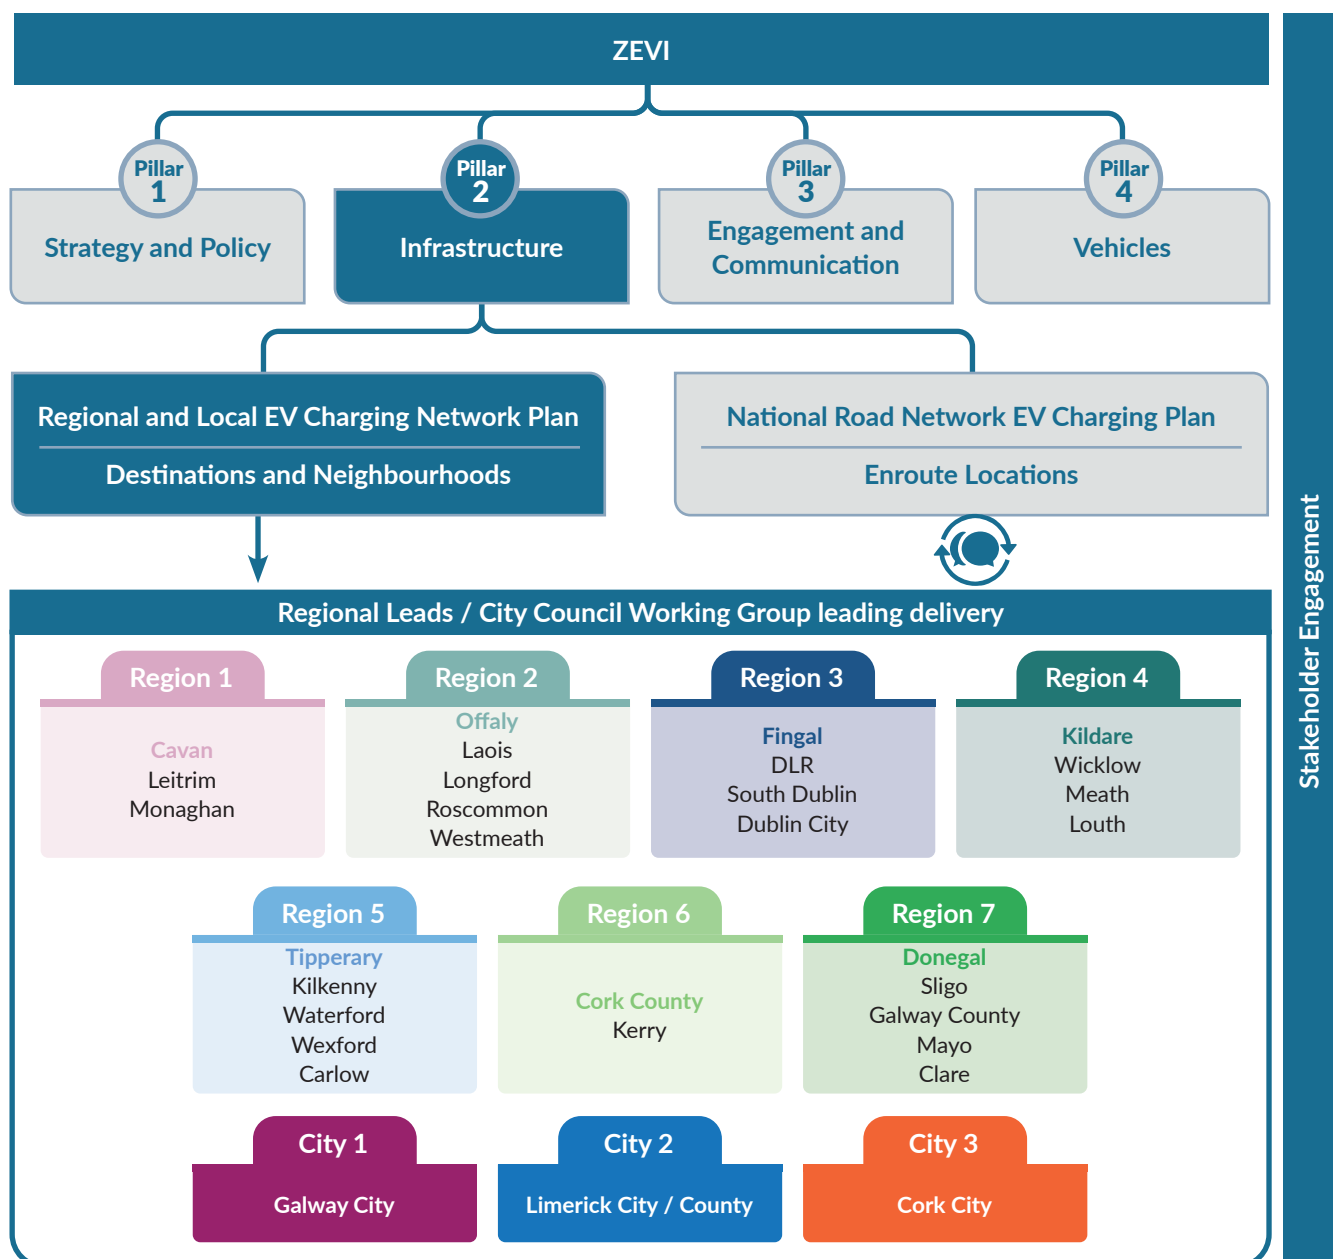 ZEVI
Pillar
1
Strategy and Policy
Pillar
2
Infrastructure
Pillar
3
Engagement and
Communication
Pillar
4
Vehicles
Regional and Local EV Charging Network Plan
Destinations and Neighbourhoods
National Road Network EV Charging Plan
Enroute Locations
Regional Leads / City Council Working Group leading delivery
Region 1
Cavan
Leitrim
Monaghan
Region 2
Offaly
Laois
Longford
Roscommon
Westmeath
Region 3
Fingal
DLR
South Dublin
Dublin City
Region 4
Kildare
Wicklow
Meath
Louth
Region 5
Tipperary
Kilkenny
Waterford
Wexford
Carlow
Region 6
Cork County
Kerry
Region 7
Donegal
Sligo
Galway County
Mayo
Clare
City 1
Galway City
City 2
Limerick City / County
City 3
Cork City
Stakeholder Engagement